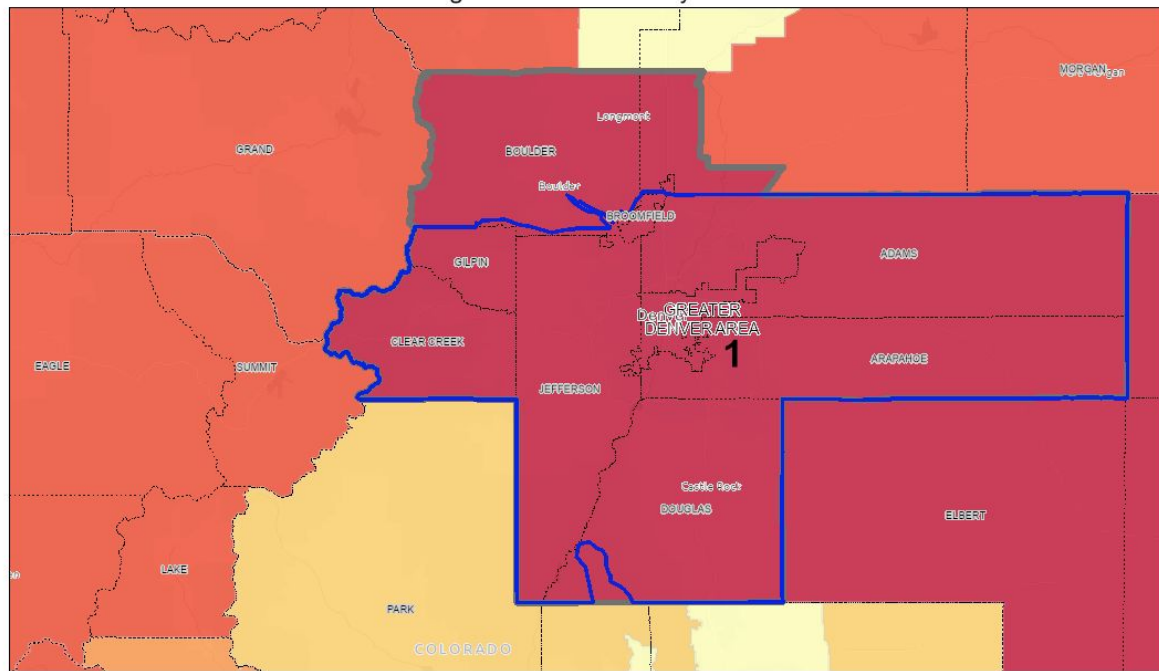 MORGAN
Longmont
GRAND
BOULDER
Boulder
BROOMFIELD
GILPIN
ADAMS
GREATER
Denver
DENVER AREA
1
CLEAR CREEK
ARAPAHOE
EAGLE
SUMMIT
JEFFERSON
Castle Rock
DOUGLAS
ELBERT
LAKE
PARK
COLORADO